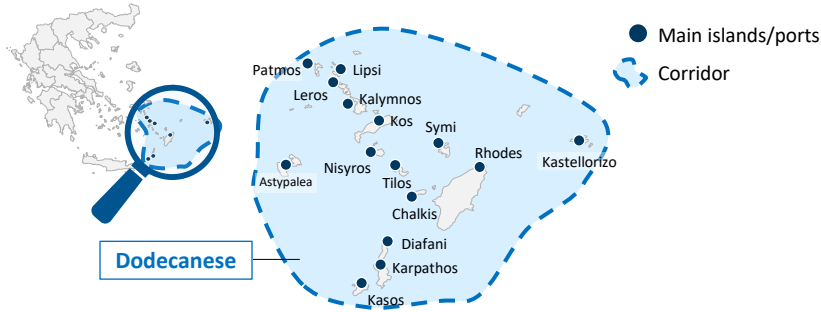 Main islands/ports
Corridor
Patmos
Lipsi
Leros
Kalymnos
Kos
Symi
Rhodes
Kastellorizo
Astypalea
Nisyros
Tilos
Chalkis
Diafani
Karpathos
Kasos
Dodecanese